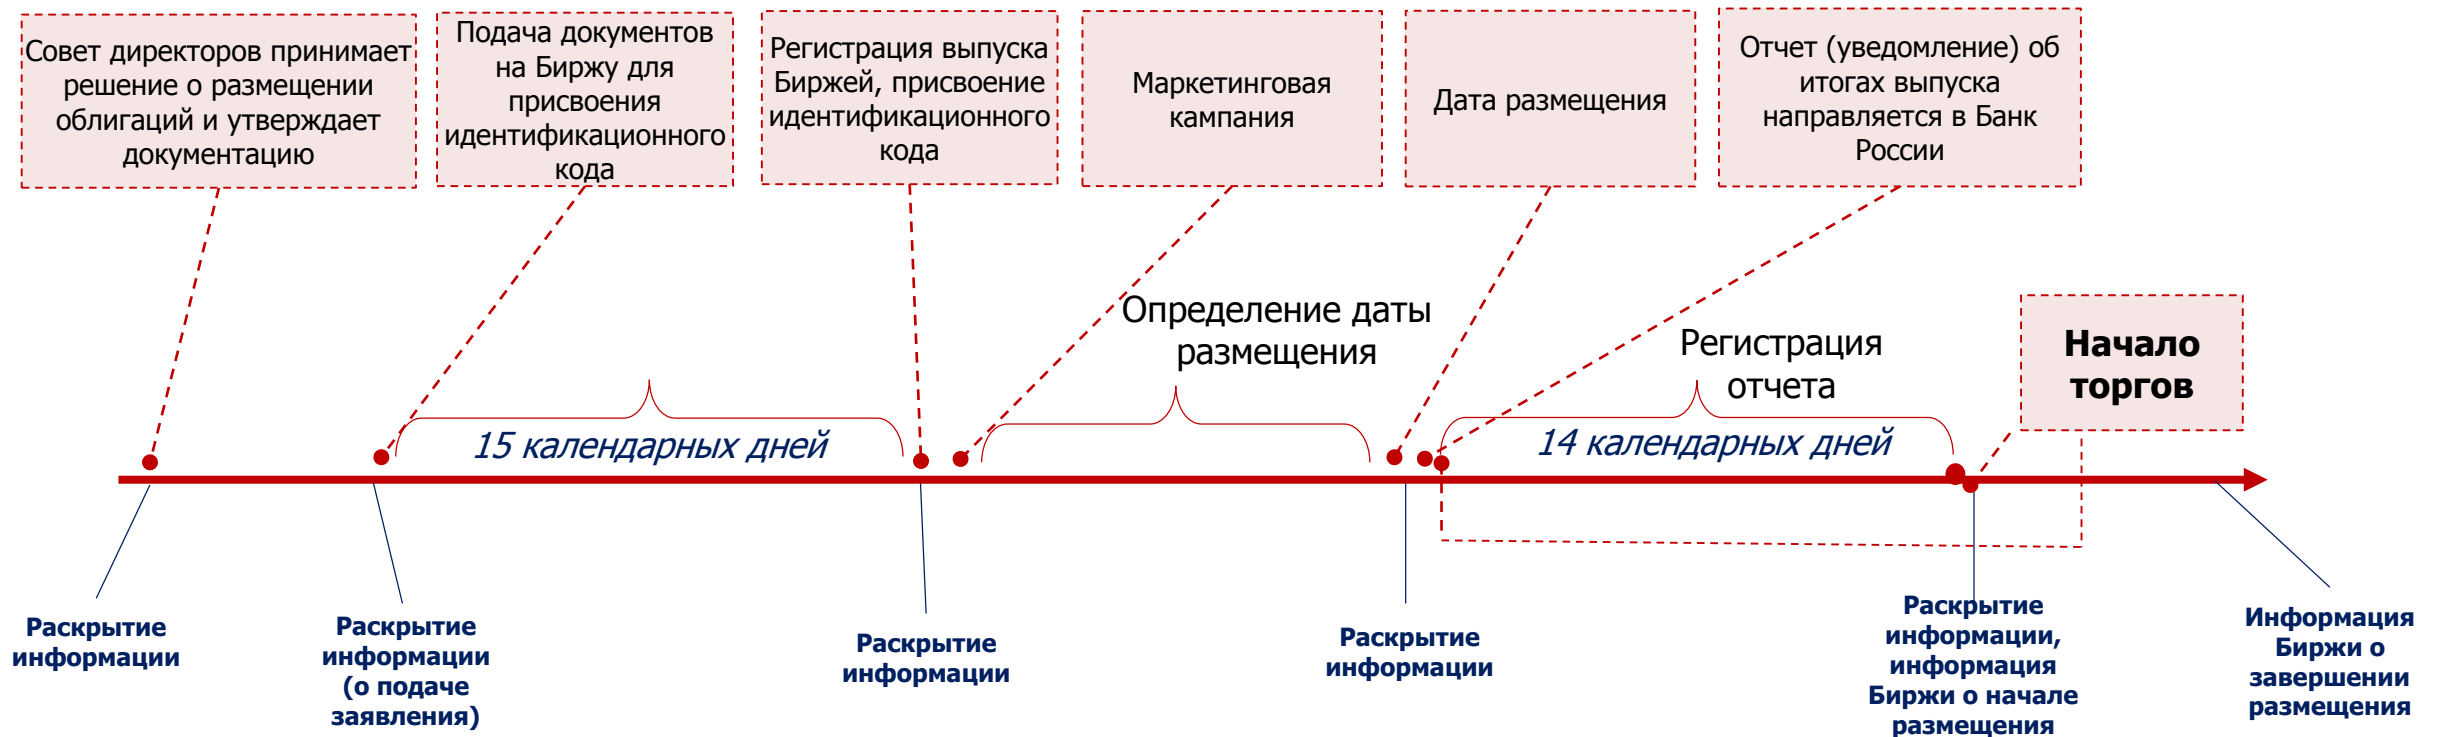 Совет директоров принимает
решение о размещении
облигаций и утверждает
документацию
Подача документов
на Биржу для
присвоения
идентификационного
кода
Регистрация выпуска
Биржей, присвоение
идентификационного
кода
Маркетинговая
кампания
Дата размещения
Отчет (уведомление) об
итогах выпуска
направляется в Банк
России
Определение даты
размещения
Регистрация
отчета
Начало
торгов
15 календарных дней
14 календарных дней
Раскрытие
информации
Раскрытие
информации
(о подаче
заявления)
Раскрытие
информации
Раскрытие
информации
Раскрытие
информации,
информация
Биржи о начале
размещения
Информация
Биржи о
завершении
размещения